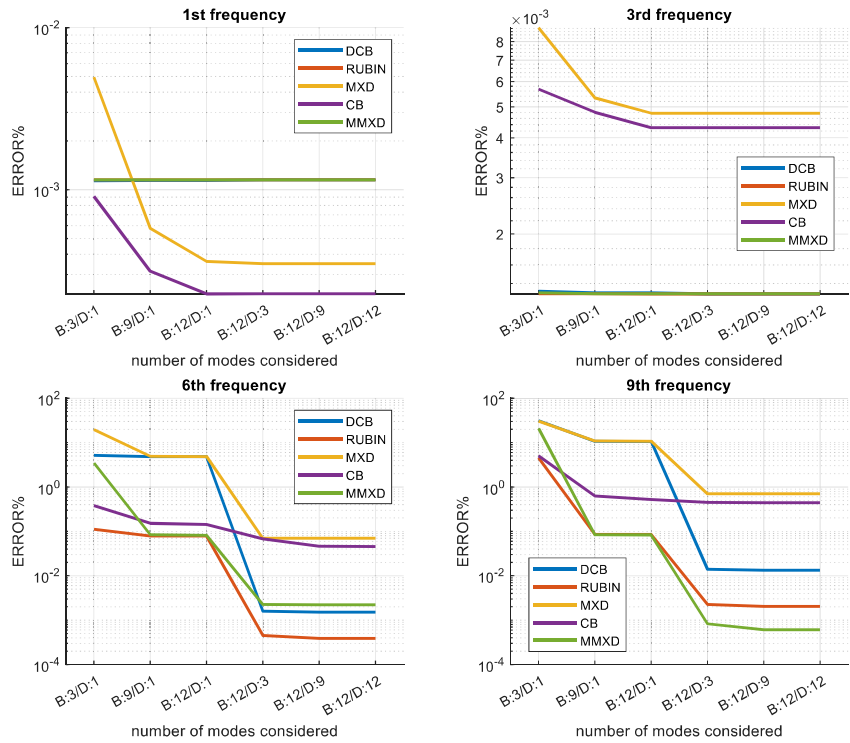 1st frequency
10^-2
10^-3
ERROR%
DCB
RUBIN
MXD
CB
MMXD
B:3/D:1
B:9/D:1
B:12/D:1
B:12/D:3
B:12/D:9
B:12/D:12
number of modes considered
3rd frequency
×10^-3
8
7
6
5
4
3
2
ERROR%
DCB
RUBIN
MXD
CB
MMXD
B:3/D:1
B:9/D:1
B:12/D:1
B:12/D:3
B:12/D:9
B:12/D:12
number of modes considered
6th frequency
10^2
10^0
10^-2
10^-4
ERROR%
DCB
RUBIN
MXD
CB
MMXD
B:3/D:1
B:9/D:1
B:12/D:1
B:12/D:3
B:12/D:9
B:12/D:12
number of modes considered
9th frequency
10^2
10^0
10^-2
10^-4
ERROR%
DCB
RUBIN
MXD
CB
MMXD
B:3/D:1
B:9/D:1
B:12/D:1
B:12/D:3
B:12/D:9
B:12/D:12
number of modes considered